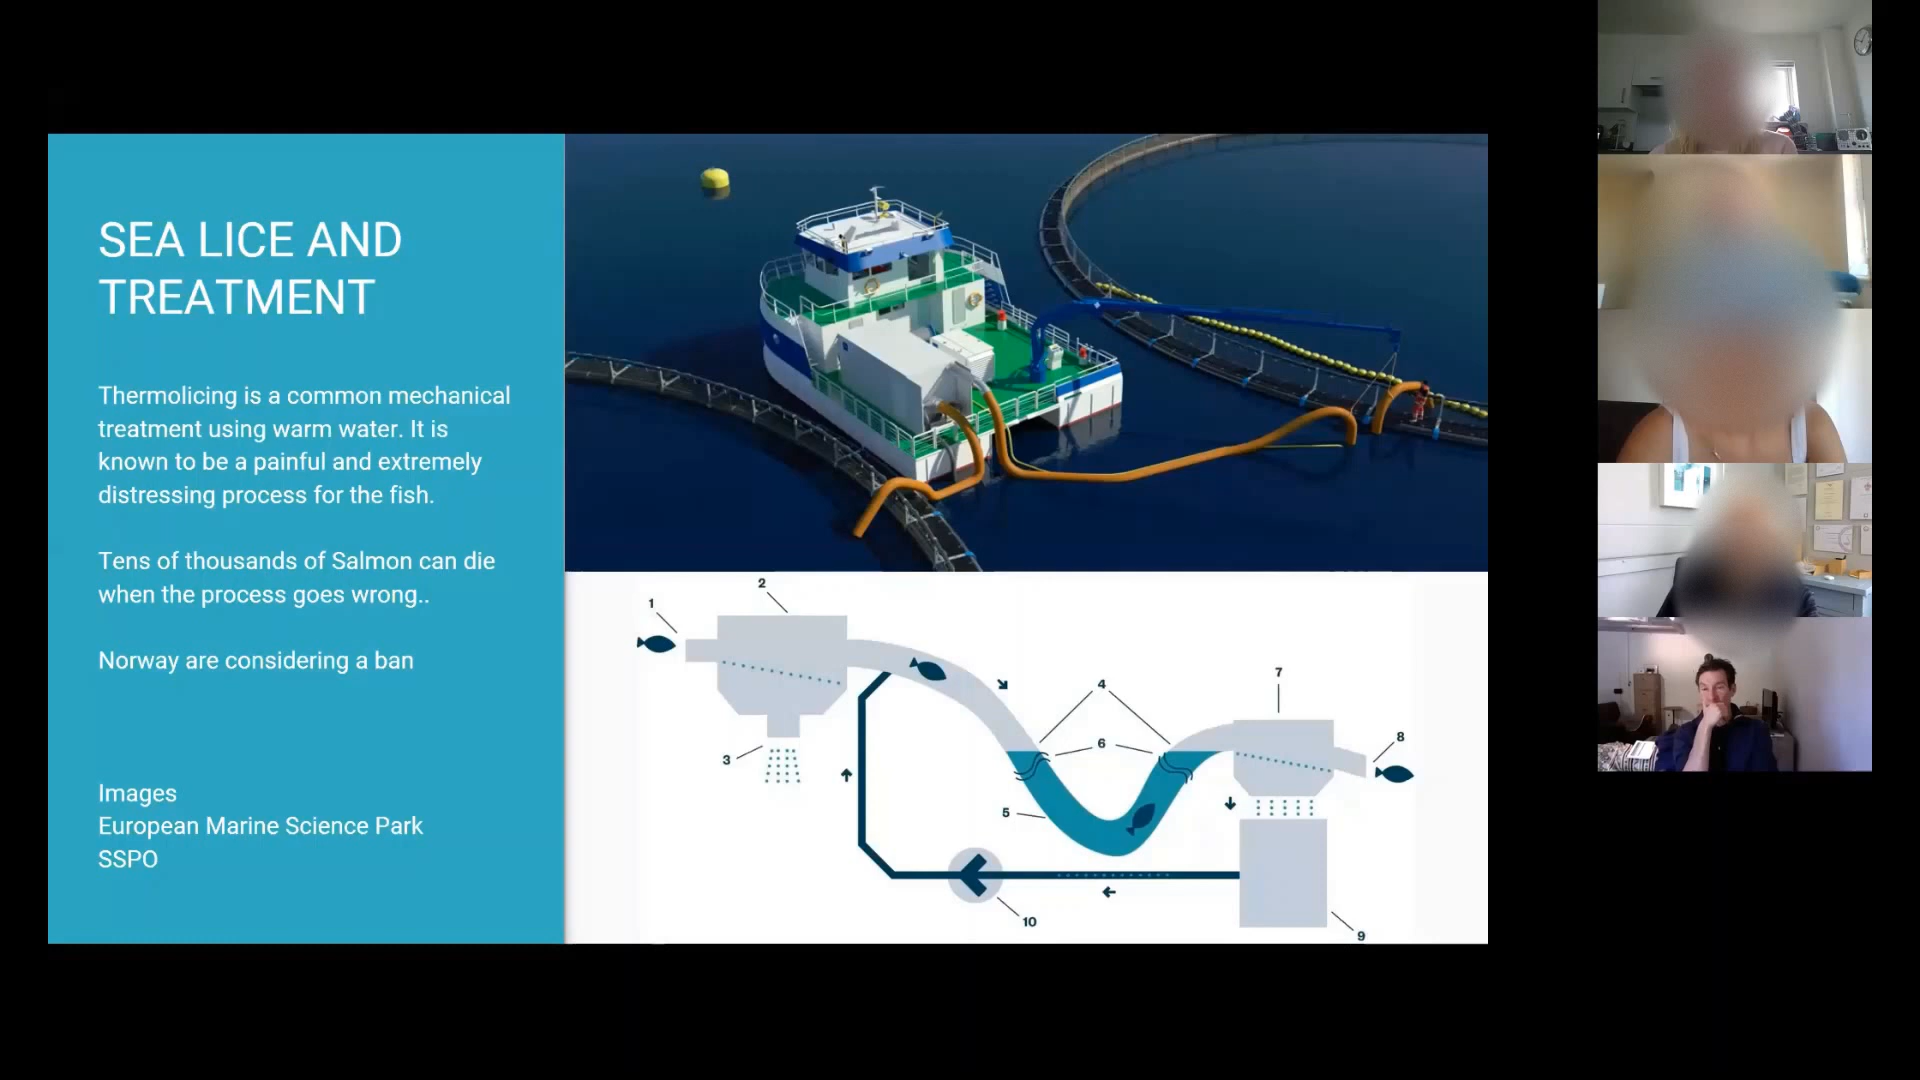 SEA LICE AND
TREATMENT
Thermolicing is a common mechanical
treatment using warm water. It is
known to be a painful and extremely
distressing process for the fish.
Tens of thousands of Salmon can die
when the process goes wrong..
Norway are considering a ban
Images
European Marine Science Park
SSPO
1
2
3
4
5
6
7
8
9
10